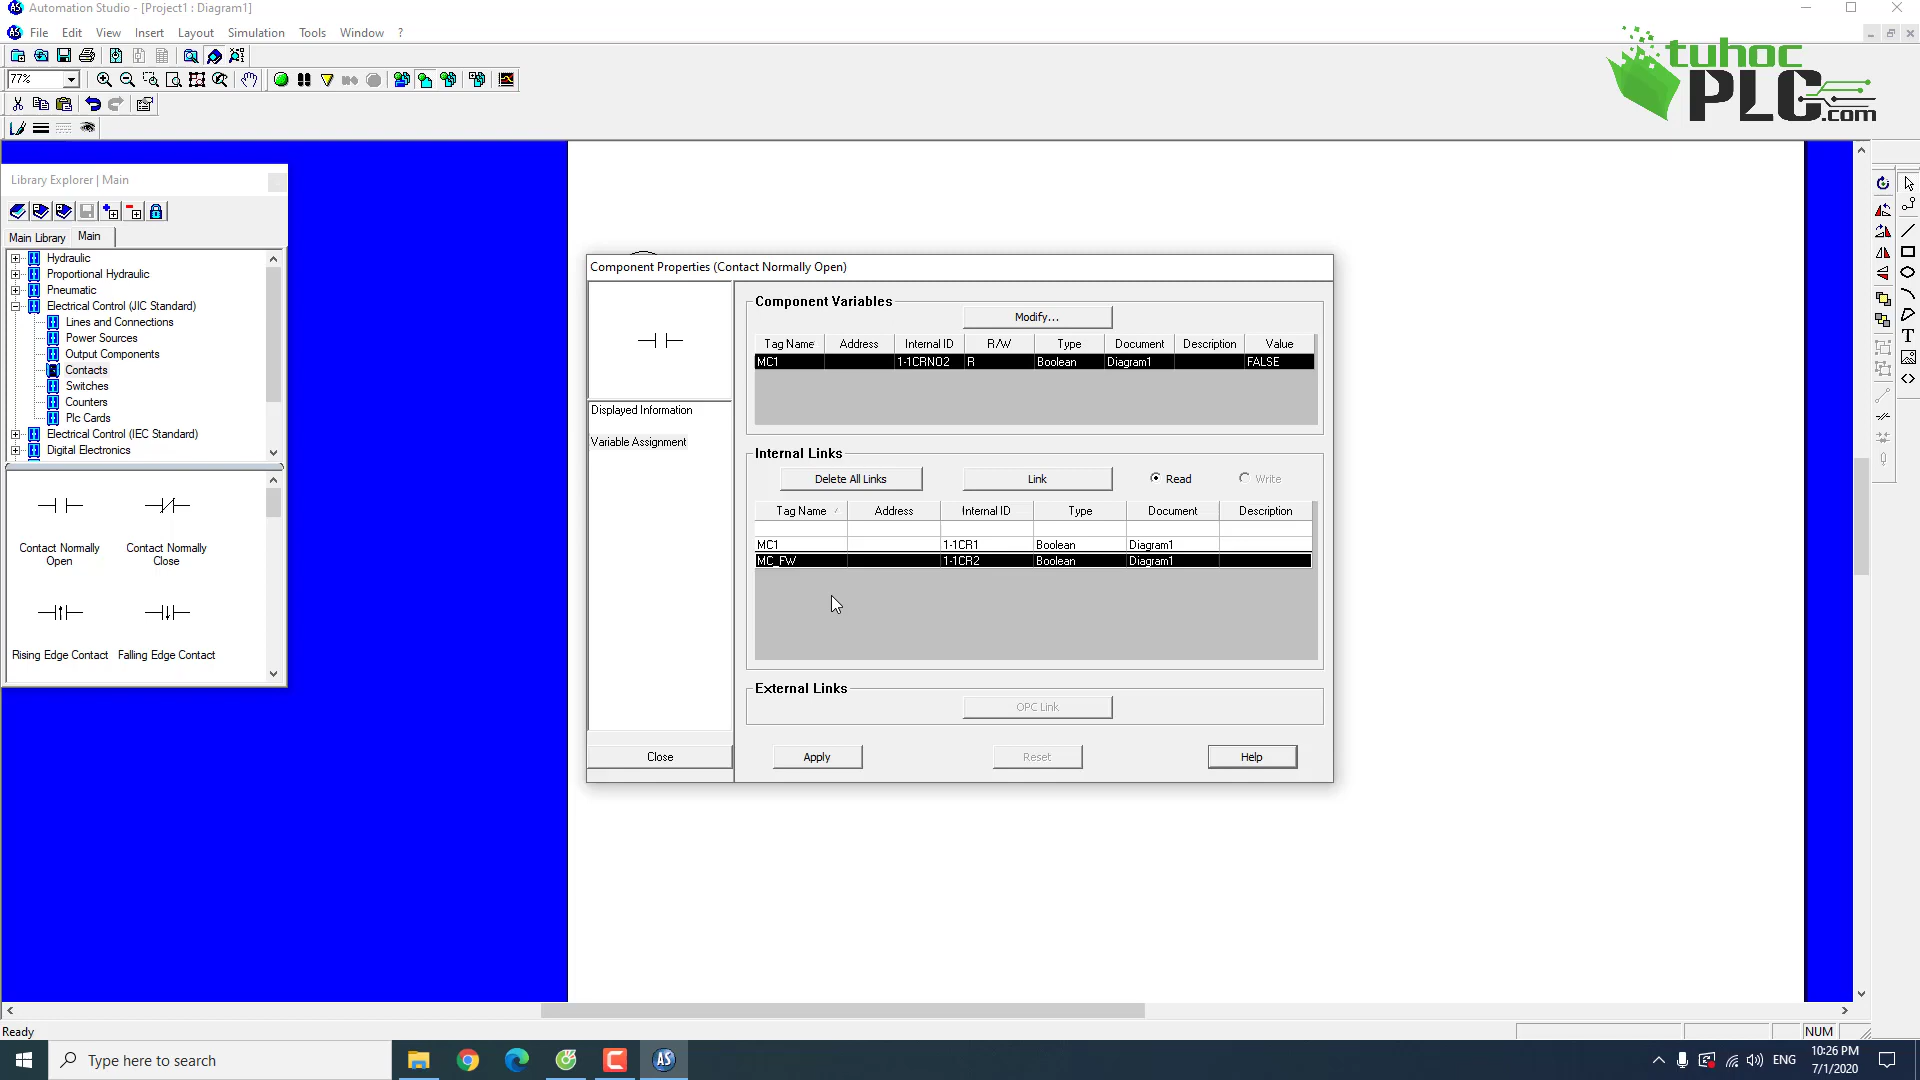 Automation Studio - [Project1 : Diagram1]
File Edit View Insert Layout Simulation Tools Window ?
77%
tuhoc
PLC.com
Library Explorer | Main
Main Library Main
Hydraulic
Proportional Hydraulic
Pneumatic
Electrical Control (JIC Standard)
Lines and Connections
Power Sources
Output Components
Contacts
Switches
Counters
Plc Cards
Electrical Control (IEC Standard)
Digital Electronics
Contact Normally Open
Contact Normally Close
Rising Edge Contact
Falling Edge Contact
Component Properties (Contact Normally Open)
Displayed Information
Variable Assignment
Close
Component Variables
Modify...
Tag Name Address Internal ID R/W Type Document Description Value
MC1 1-1CRNO2 R Boolean Diagram1 FALSE
Internal Links
Delete All Links Link Read Write
Tag Name Address Internal ID Type Document Description
MC1 1-1CR1 Boolean Diagram1
MC_FW 1-1CR2 Boolean Diagram1
External Links
OPC Link
Apply Reset Help
Ready
NUM
Type here to search
ENG
10:26 PM
7/1/2020